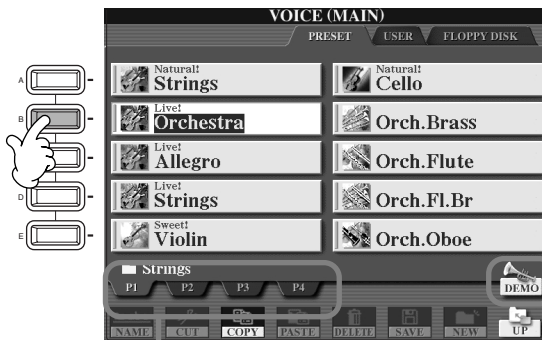 VOICE (MAIN)
PRESET USER FLOPPY DISK
A
Natural!
Strings
Natural!
Cello
B
Live!
Orchestra
Orch.Brass
Live!
Allegro
Orch.Flute
D
Live!
Strings
Orch.Fl.Br
E
Sweet!
Violin
Orch.Oboe
Strings
P1 P2 P3 P4
DEMO
NAME CUT COPY PASTE DELETE SAVE NEW UP